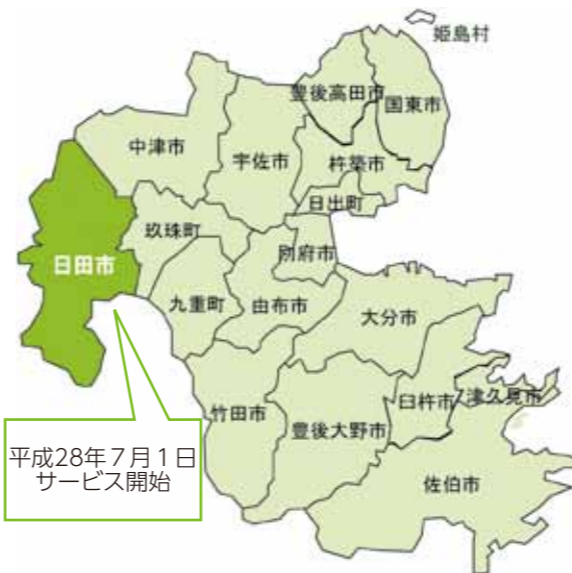 姫島村
豊後高田市
国東市
中津市
宇佐市
杵築市
日出町
玖珠町
別府市
日田市
九重町
由布市
大分市
竹田市
豊後大野市
臼杵市
津久見市
佐伯市
平成28年7月1日
サービス開始